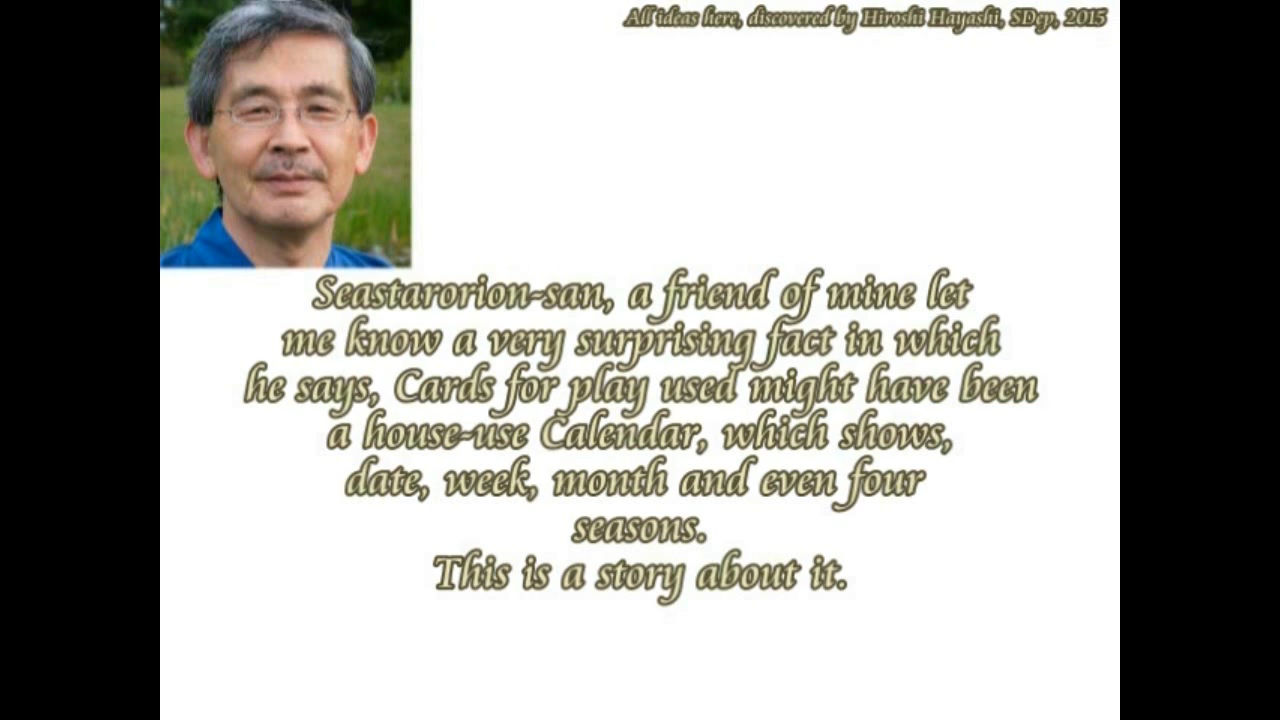 All ideas here, discovered by Hiroshi Hayashi, SDep, 2015
Seastarorion-san, a friend of mine let
me know a very surprising fact in which
he says, Cards for play used might have been
a house-use Calendar, which shows,
date, week, month and even four
seasons.
This is a story about it.